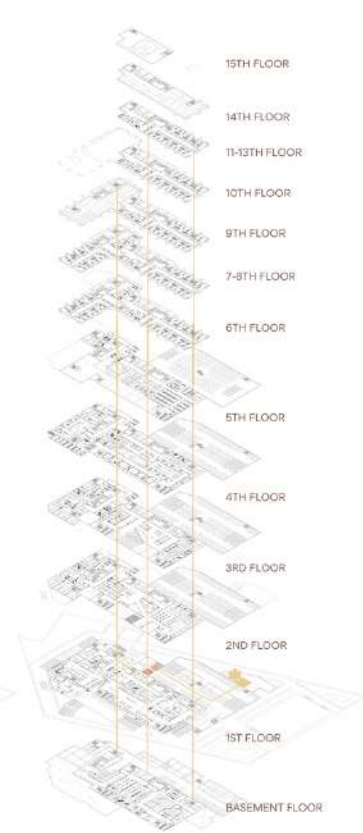 15TH FLOOR
14TH FLOOR
11-13TH FLOOR
10TH FLOOR
9TH FLOOR
7-8TH FLOOR
6TH FLOOR
5TH FLOOR
4TH FLOOR
3RD FLOOR
2ND FLOOR
1ST FLOOR
BASEMENT FLOOR